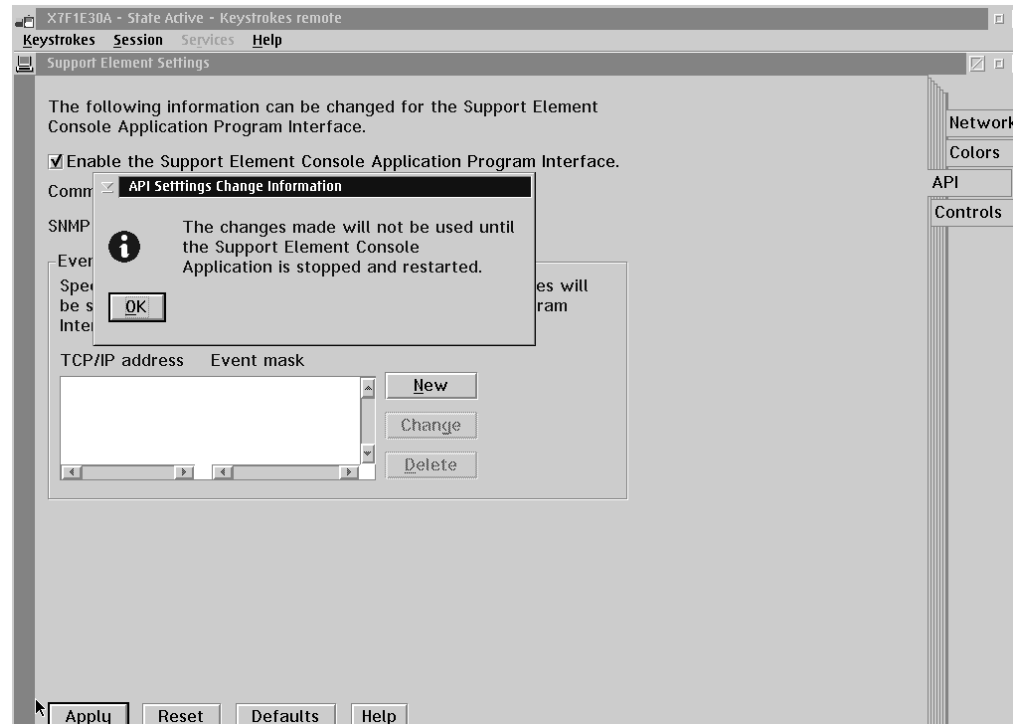 X7F1E30A - State Active - Keystrokes remote
Keystrokes Session Services Help
Support Element Settings
The following information can be changed for the Support Element
Console Application Program Interface.
Enable the Support Element Console Application Program Interface.
Comm
API Setttings Change Information
SNMP
The changes made will not be used until
the Support Element Console
Application is stopped and restarted.
OK
Even
Spec
es will
be s
ram
Inter
TCP/IP address Event mask
New
Change
Delete
Apply Reset Defaults Help
Network
Colors
API
Controls